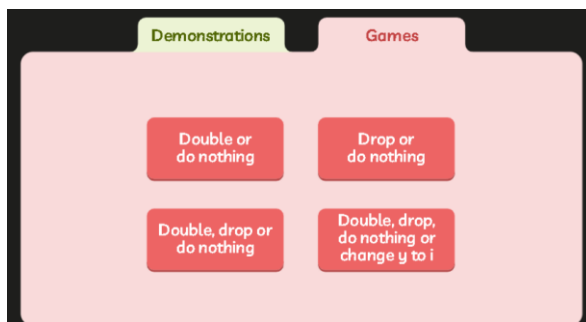 Demonstrations
Games
Double or
do nothing
Drop or
do nothing
Double, drop or
do nothing
Double, drop,
do nothing or
change y to i